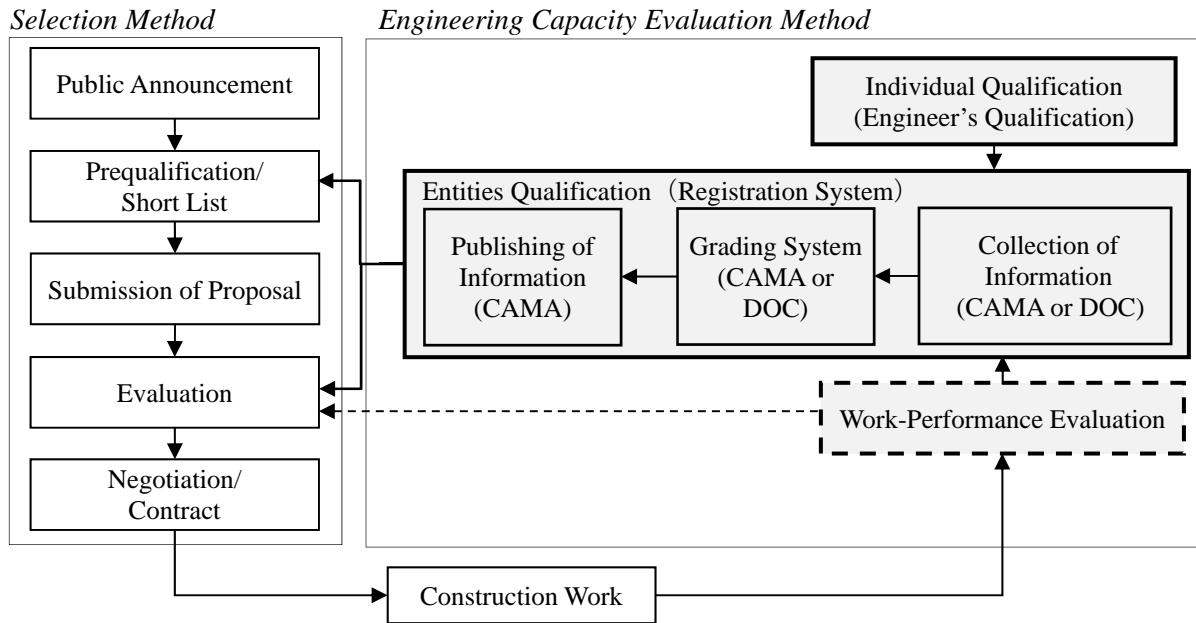 Selection Method
Public Announcement
Prequalification/
Short List
Submission of Proposal
Evaluation
Negotiation/
Contract
Engineering Capacity Evaluation Method
Individual Qualification
(Engineer’s Qualification)
Entities Qualification（Registration System）
Publishing of
Information
(CAMA)
Grading System
(CAMA or
DOC)
Collection of
Information
(CAMA or DOC)
Work-Performance Evaluation
Construction Work